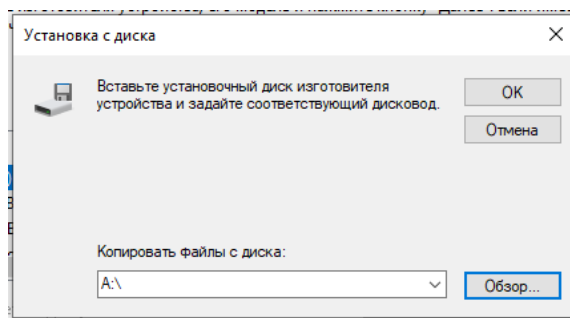 Установка с диска
Вставьте установочный диск изготовителя
устройства и задайте соответствующий дисковод.
OK
Отмена
Копировать файлы с диска:
A:\
Обзор...